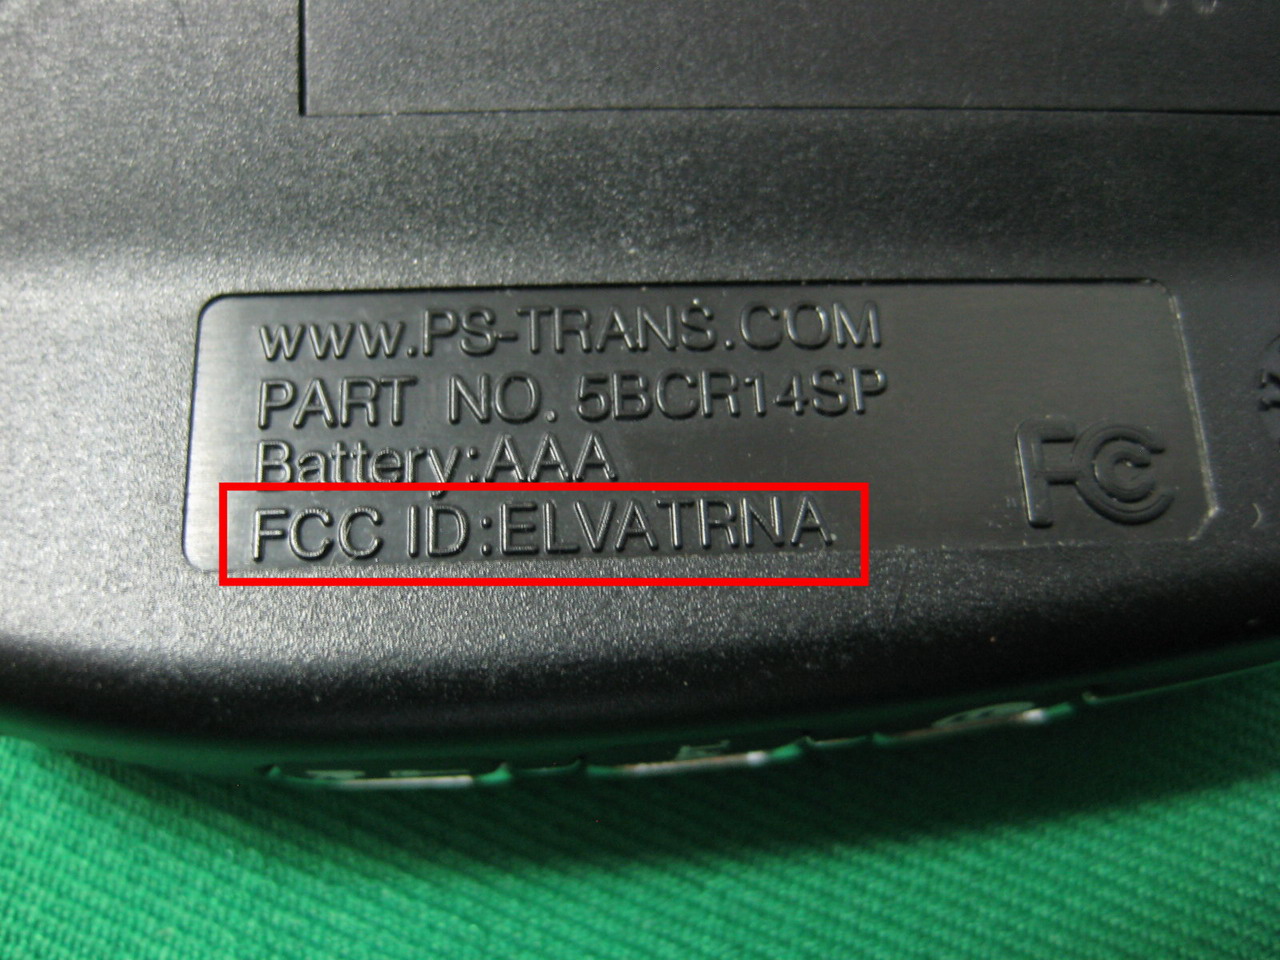 www.PS-TRANS.COM
PART NO. 5BCR14SP
Battery:AAA
FCC ID:ELVATRNA
FC